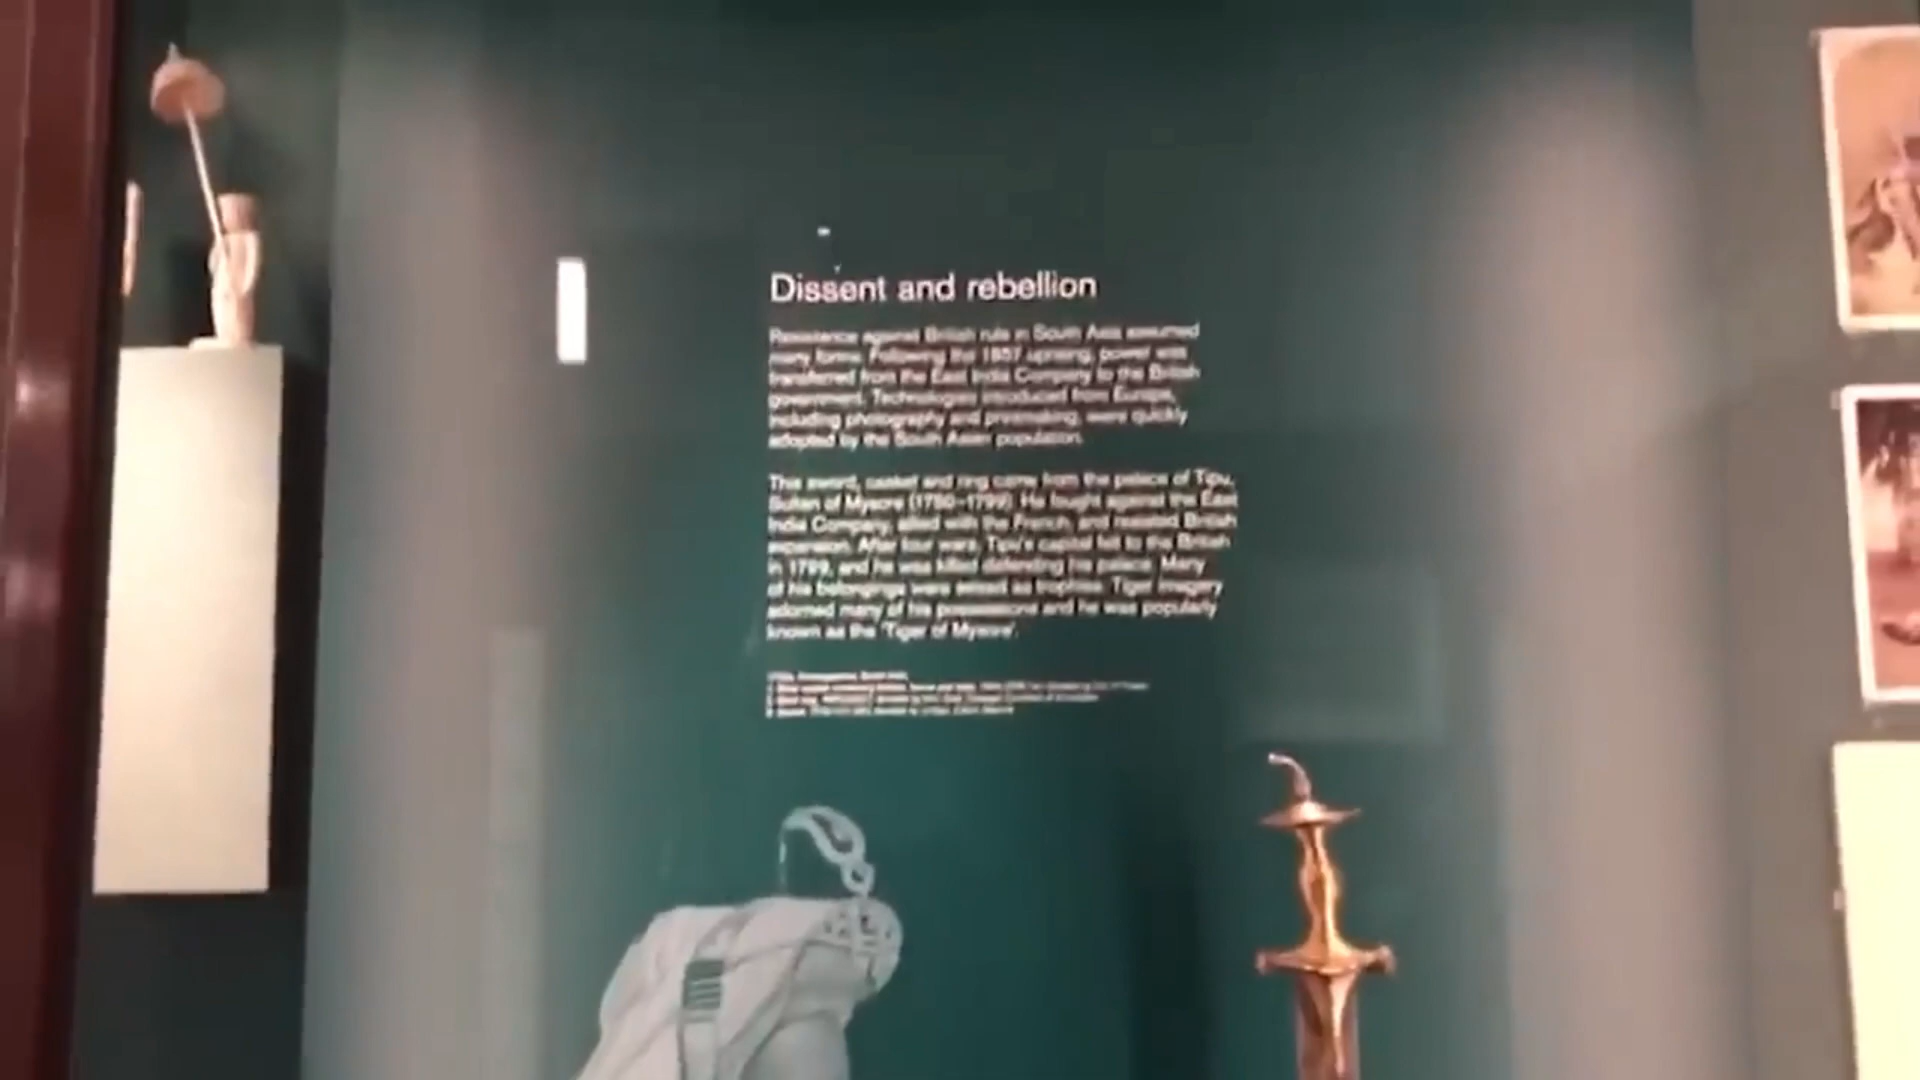 Dissent and rebellion
Resistance against British rule in South Asia assumed
many forms. Following the 1857 uprising, power was
transferred from the East India Company to the British
government. Technologies introduced from Europe,
including photography and printmaking, were quickly
adopted by the South Asian population.
This sword, casket and ring came from the palace of Tipu,
Sultan of Mysore (1750–1799). He fought against the East
India Company, allied with the French, and resisted British
expansion. After four wars, Tipu's capital fell to the British
in 1799, and he was killed defending his palace. Many
of his belongings were seized as trophies. Tiger imagery
adorned many of his possessions and he was popularly
known as the 'Tiger of Mysore'.